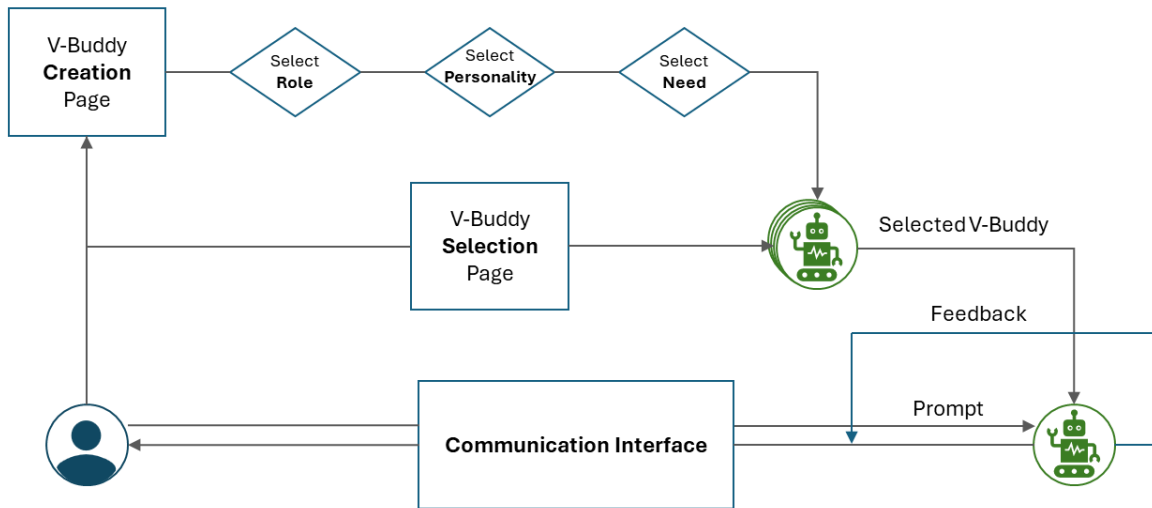 V-Buddy
Creation
Page
Select
Role
Select
Personality
Select
Need
V-Buddy
Selection
Page
Selected V-Buddy
Feedback
Prompt
Communication Interface